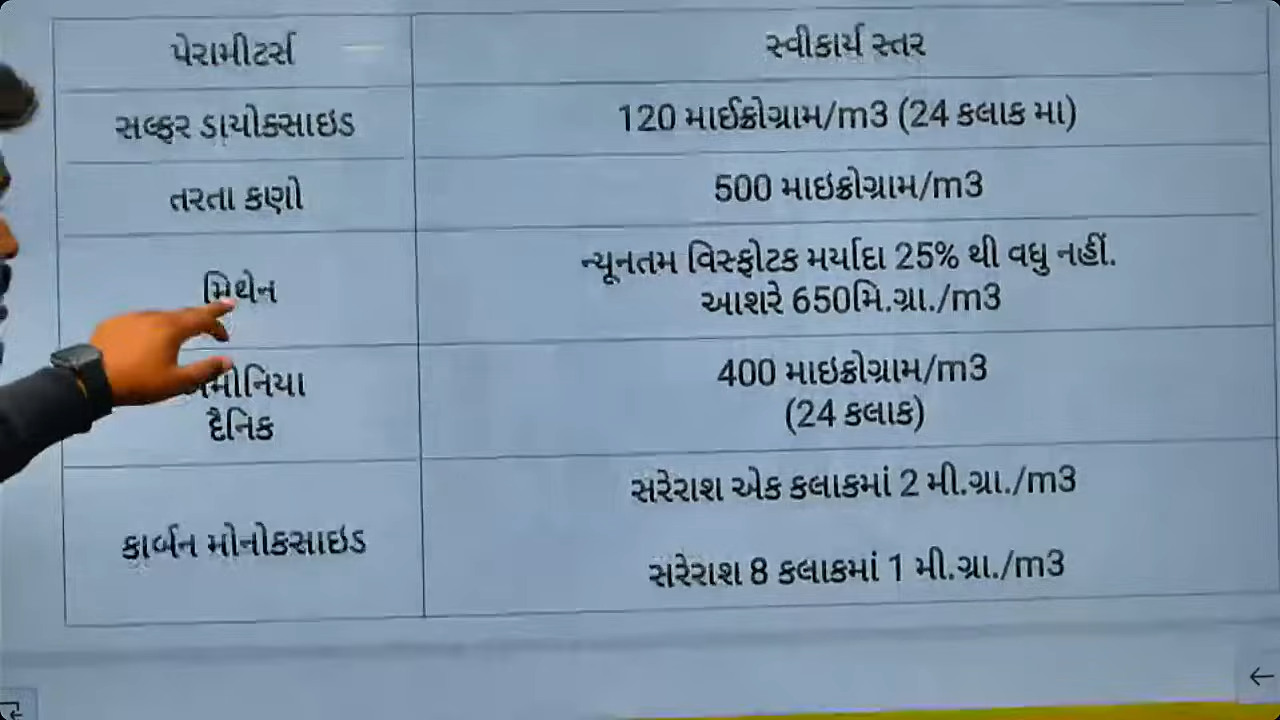 પેરામીટર્સ
સ્વીકાર્ય સ્તર
સલ્ફર ડાયોક્સાઇડ
120 માઈક્રોગ્રામ/m3 (24 કલાક મા)
તરતા કણો
500 માઇક્રોગ્રામ/m3
મિથેન
ન્યૂનતમ વિસ્ફોટક મર્યાદા 25% થી વધુ નહીં.
આશરે 650મિ.ગ્રા./m3
દૈનિક
400 માઇક્રોગ્રામ/m3
(24 કલાક)
કાર્બન મોનોક્સાઇડ
સરેરાશ એક કલાકમાં 2 મી.ગ્રા./m3
સરેરાશ 8 કલાકમાં 1 મી.ગ્રા./m3